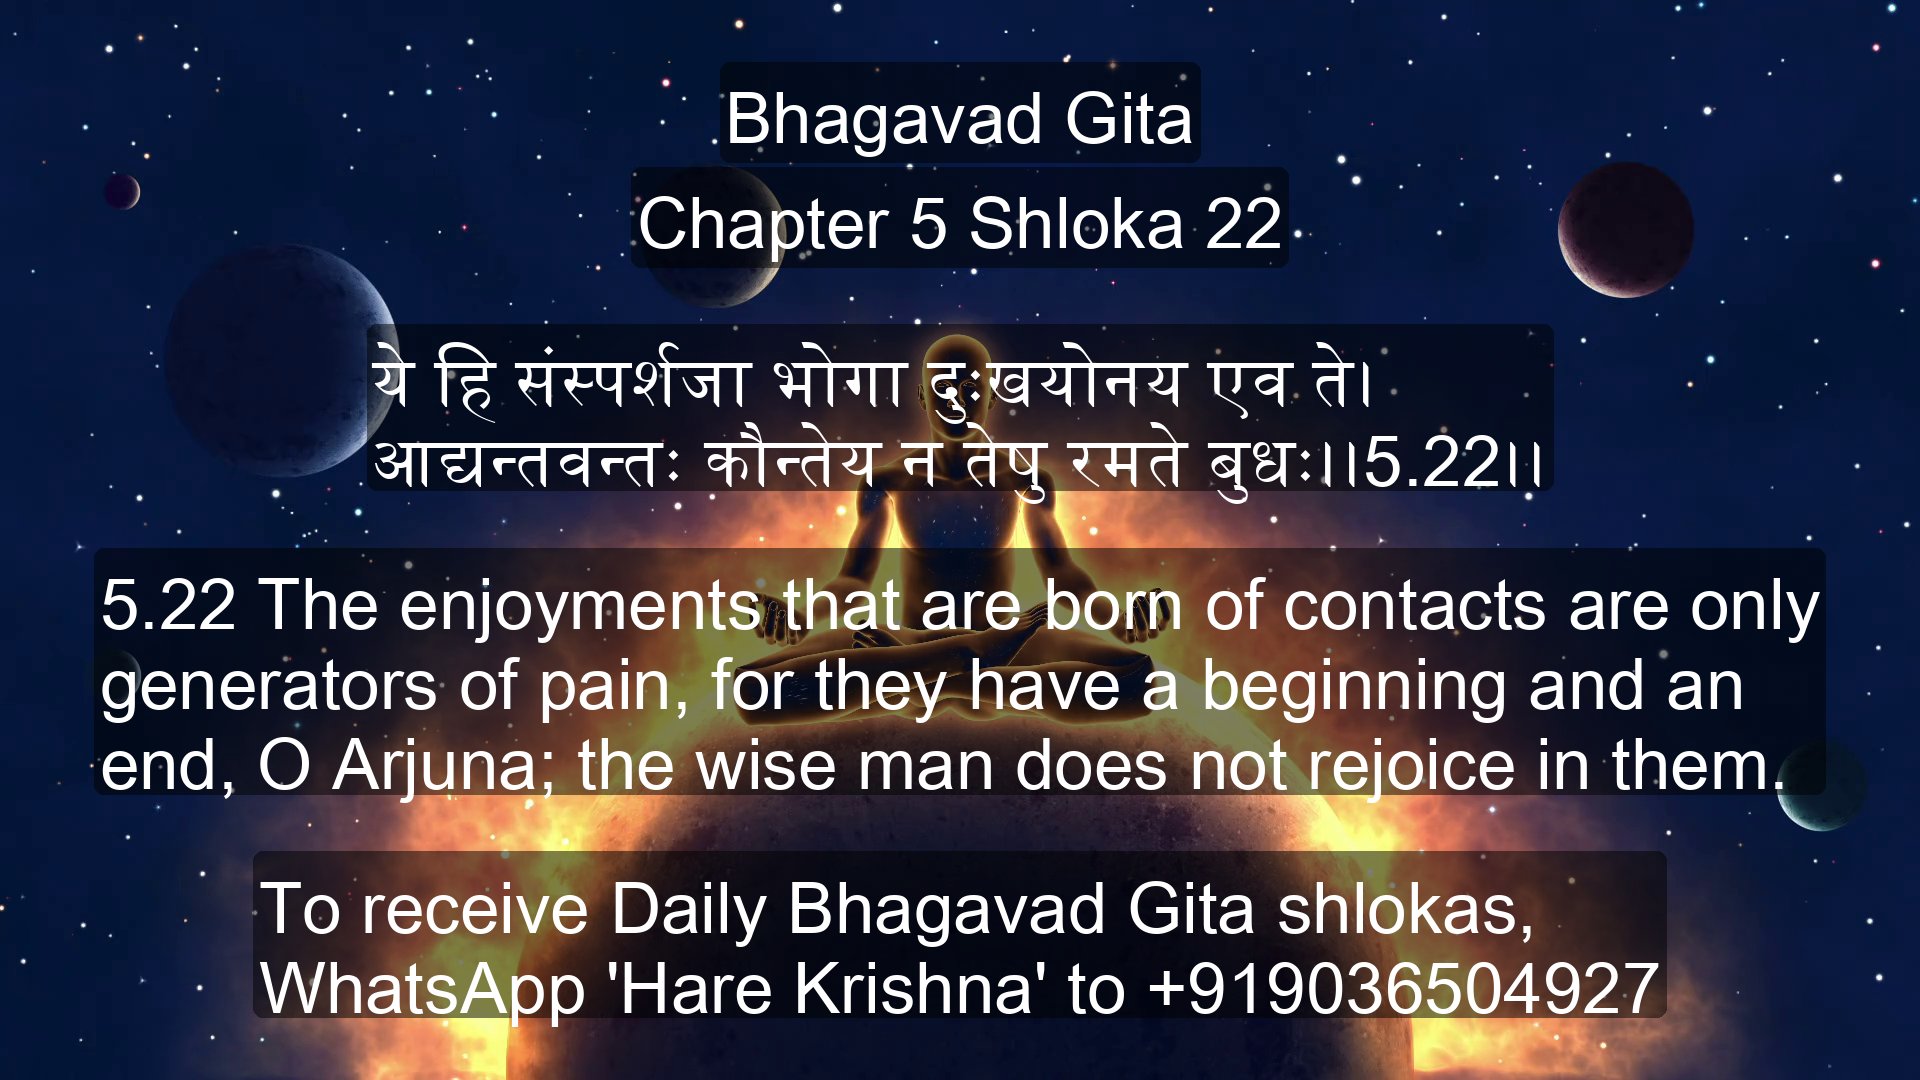 Bhagavad Gita
Chapter 5 Shloka 22
ये हि संस्पर्शजा भोगा दुःखयोनय एव ते।
आद्यन्तवन्तः कौन्तेय न तेषु रमते बुधः।।5.22।।
5.22 The enjoyments that are born of contacts are only
generators of pain, for they have a beginning and an
end, O Arjuna; the wise man does not rejoice in them.
To receive Daily Bhagavad Gita shlokas,
WhatsApp 'Hare Krishna' to +919036504927